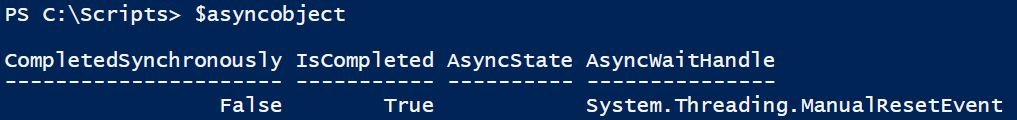 PS C:\Scripts> $asyncobject
CompletedSynchronously IsCompleted AsyncState AsyncWaitHandle
---------------------- ----------- ---------- ---------------
                 False        True            System.Threading.ManualResetEvent